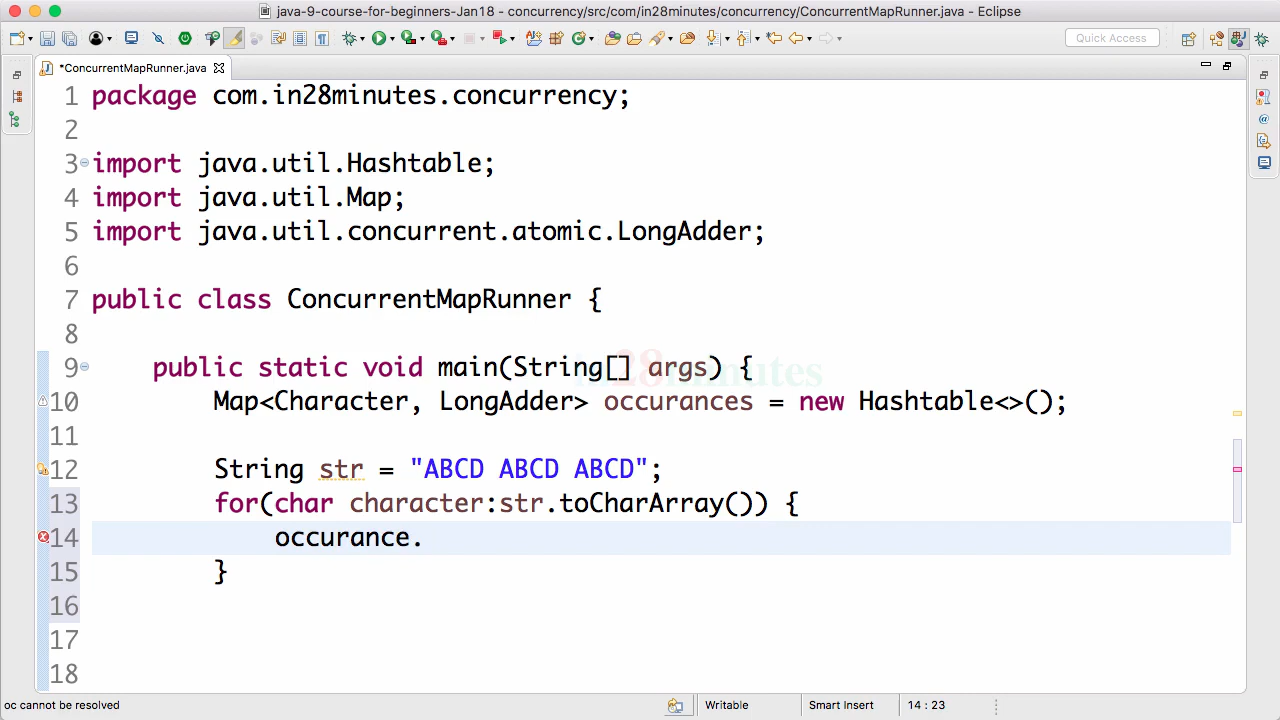 java-9-course-for-beginners-Jan18 - concurrency/src/com/in28minutes/concurrency/ConcurrentMapRunner.java - Eclipse
Quick Access
*ConcurrentMapRunner.java
1 package com.in28minutes.concurrency;
2
3 import java.util.Hashtable;
4 import java.util.Map;
5 import java.util.concurrent.atomic.LongAdder;
6
7 public class ConcurrentMapRunner {
8
9 public static void main(String[] args) {
in28minutes
10 Map<Character, LongAdder> occurances = new Hashtable<>();
11
12 String str = "ABCD ABCD ABCD";
13 for(char character:str.toCharArray()) {
14 occurance.
15 }
16
17
18
oc cannot be resolved
Writable
Smart Insert
14 : 23